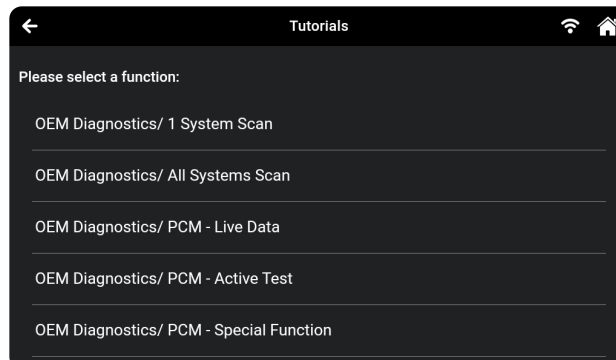 Tutorials
Please select a function:
OEM Diagnostics/ 1 System Scan
OEM Diagnostics/ All Systems Scan
OEM Diagnostics/ PCM - Live Data
OEM Diagnostics/ PCM - Active Test
OEM Diagnostics/ PCM - Special Function